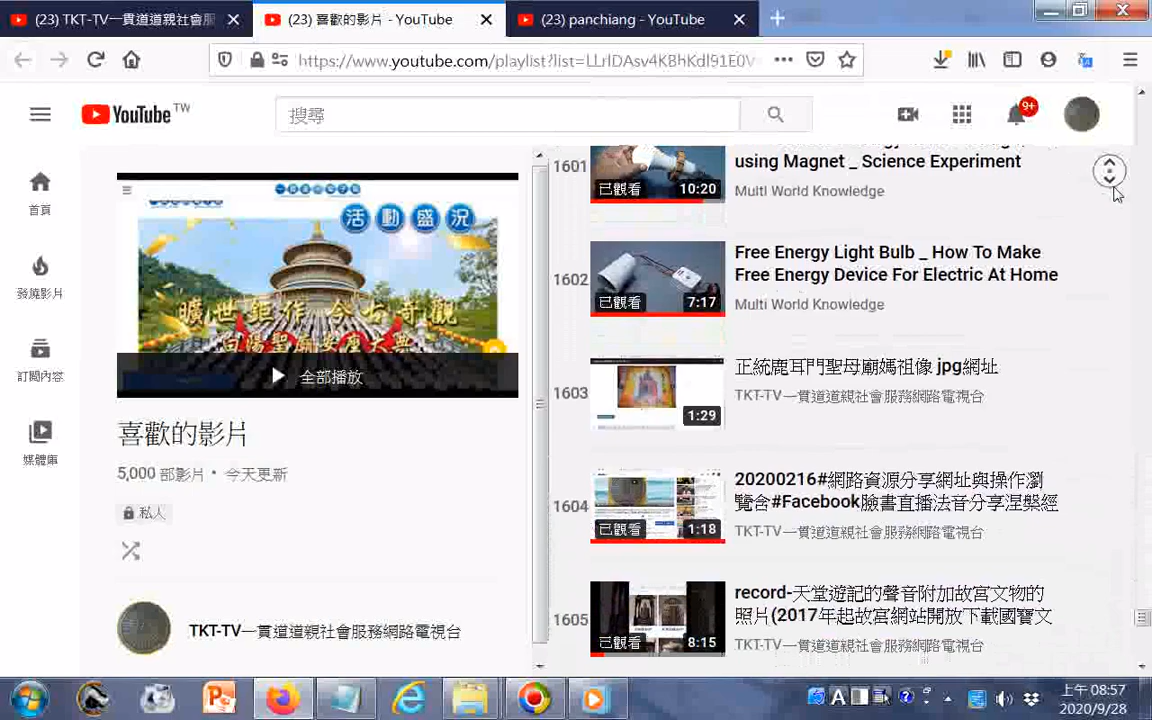 (23) TKT-TV一貫道道親社會服
(23) 喜歡的影片 - YouTube
(23) panchiang - YouTube
https://www.youtube.com/playlist?list=LLrIDAsv4KBhKdl91E0V
YouTube TW
搜尋
9+
首頁
發燒影片
訂閱內容
媒體庫
活動盛況
曠世鉅作 今古奇觀
全部播放
喜歡的影片
5,000 部影片 • 今天更新
私人
TKT-TV一貫道道親社會服務網路電視台
1601
已觀看
10:20
using Magnet _ Science Experiment
Multi World Knowledge
1602
已觀看
7:17
Free Energy Light Bulb _ How To Make
Free Energy Device For Electric At Home
Multi World Knowledge
1603
1:29
正統鹿耳門聖母廟媽祖像 jpg網址
TKT-TV一貫道道親社會服務網路電視台
1604
已觀看
1:18
20200216#網路資源分享網址與操作瀏
覽含#Facebook臉書直播法音分享涅槃經
TKT-TV一貫道道親社會服務網路電視台
1605
已觀看
8:15
record-天堂遊記的聲音附加故宮文物的
照片(2017年起故宮網站開放下載國寶文
TKT-TV一貫道道親社會服務網路電視台
上午 08:57
2020/9/28